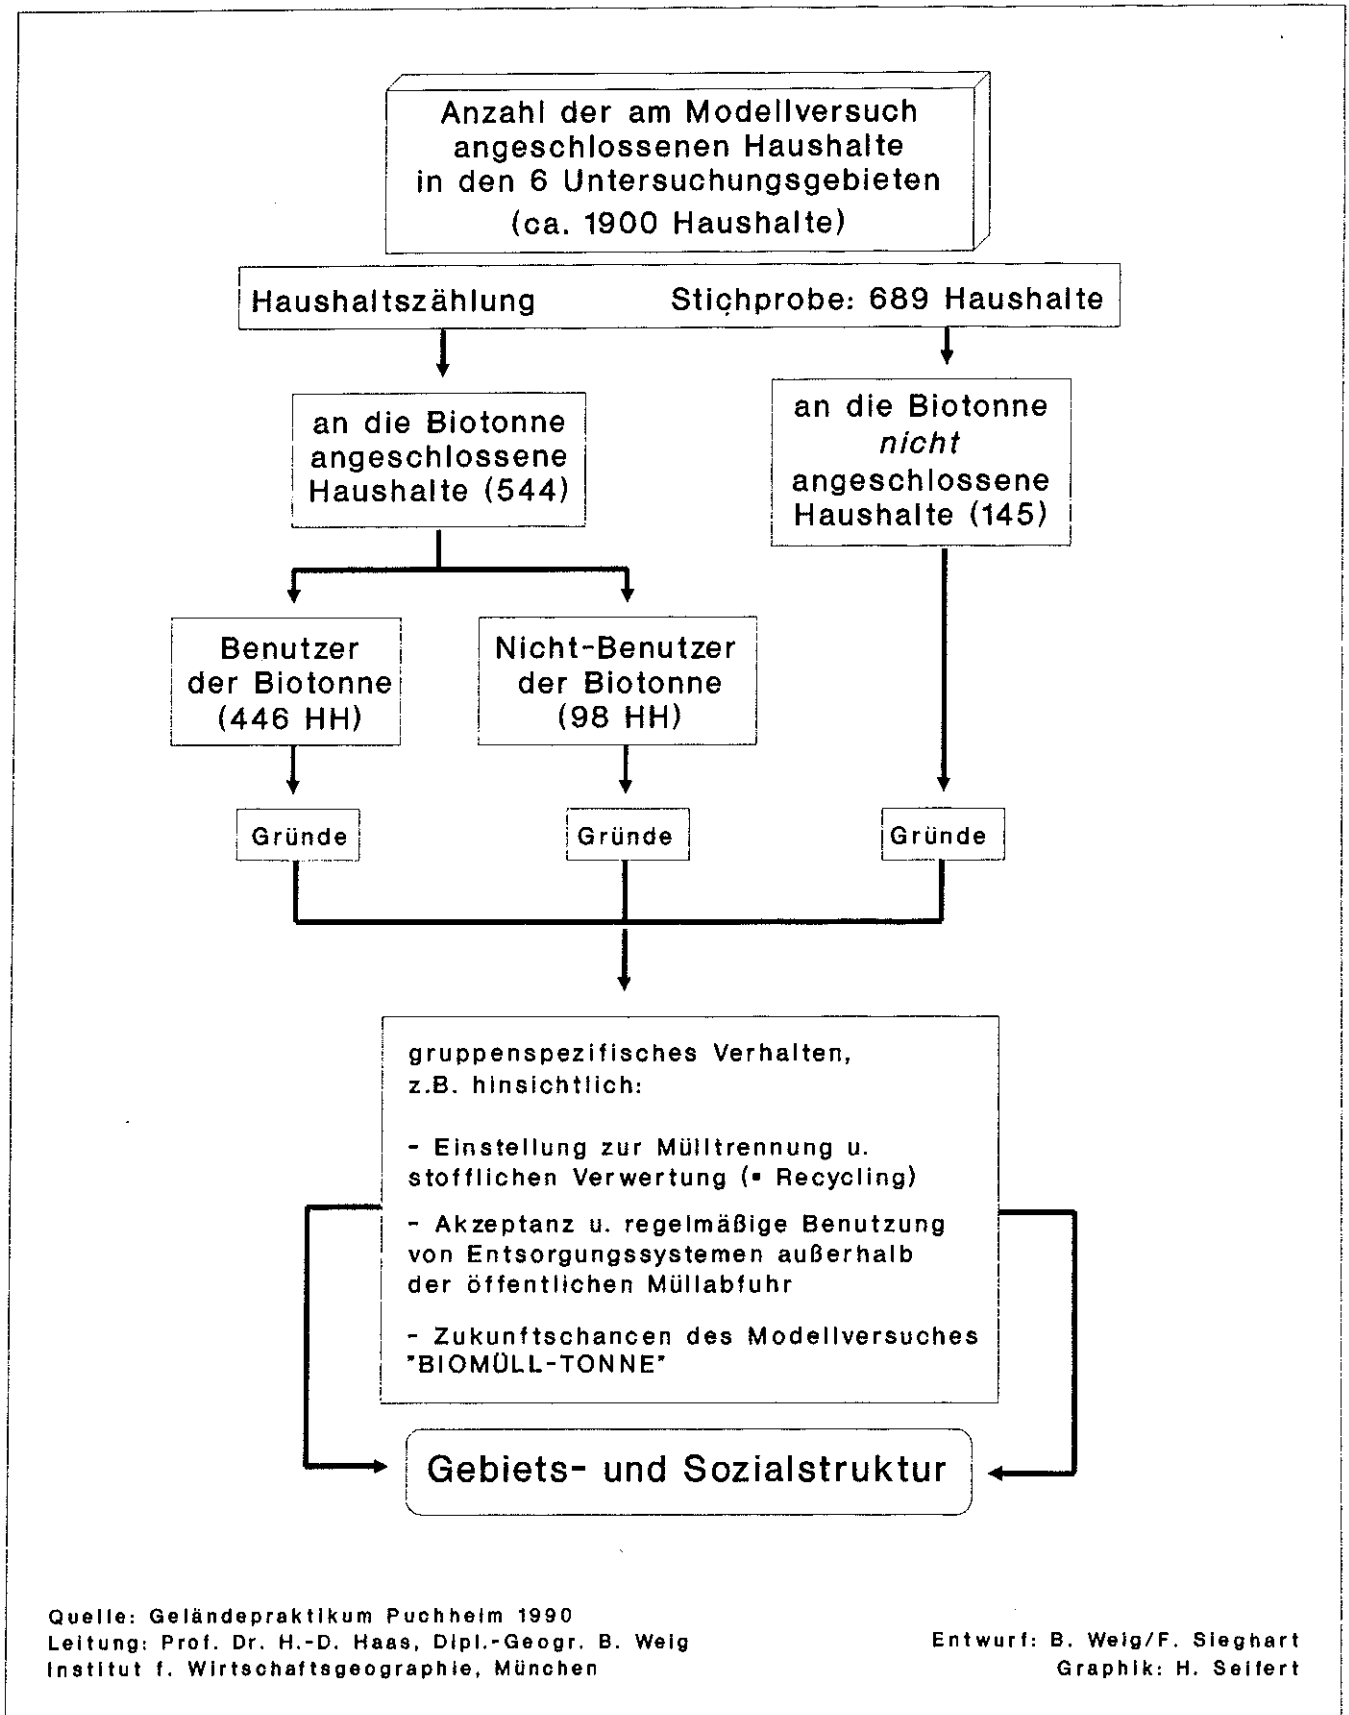 Anzahl der am Modellversuch
angeschlossenen Haushalte
in den 6 Untersuchungsgebieten
(ca. 1900 Haushalte)
Haushaltszählung Stichprobe: 689 Haushalte
an die Biotonne
angeschlossene
Haushalte (544)
an die Biotonne
nicht
angeschlossene
Haushalte (145)
Benutzer
der Biotonne
(446 HH)
Nicht-Benutzer
der Biotonne
(98 HH)
Gründe
Gründe
Gründe
gruppenspezifisches Verhalten,
z.B. hinsichtlich:
- Einstellung zur Mülltrennung u.
stofflichen Verwertung (▪ Recycling)
- Akzeptanz u. regelmäßige Benutzung
von Entsorgungssystemen außerhalb
der öffentlichen Müllabfuhr
- Zukunftschancen des Modellversuches
"BIOMÜLL-TONNE"
Gebiets- und Sozialstruktur
Quelle: Geländepraktikum Puchheim 1990
Leitung: Prof. Dr. H.-D. Haas, Dipl.-Geogr. B. Weig
Institut f. Wirtschaftsgeographie, München
Entwurf: B. Weig/F. Sieghart
Graphik: H. Seifert